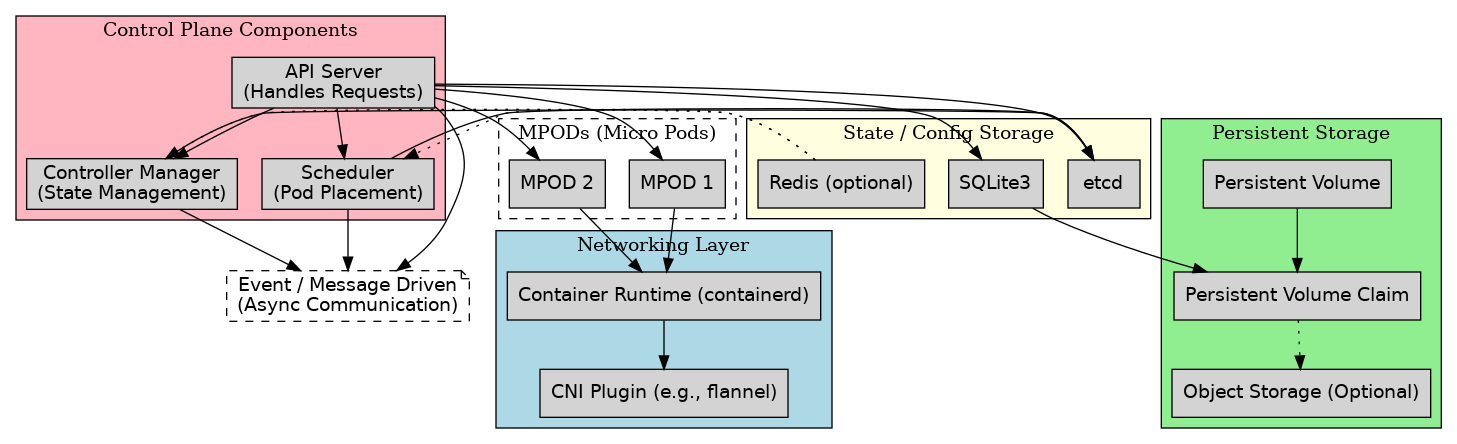 Control Plane Components
API Server
(Handles Requests)
Controller Manager
(State Management)
Scheduler
(Pod Placement)
Event / Message Driven
(Async Communication)
MPODs (Micro Pods)
MPOD 2
MPOD 1
Networking Layer
Container Runtime (containerd)
CNI Plugin (e.g., flannel)
State / Config Storage
Redis (optional)
SQLite3
etcd
Persistent Storage
Persistent Volume
Persistent Volume Claim
Object Storage (Optional)